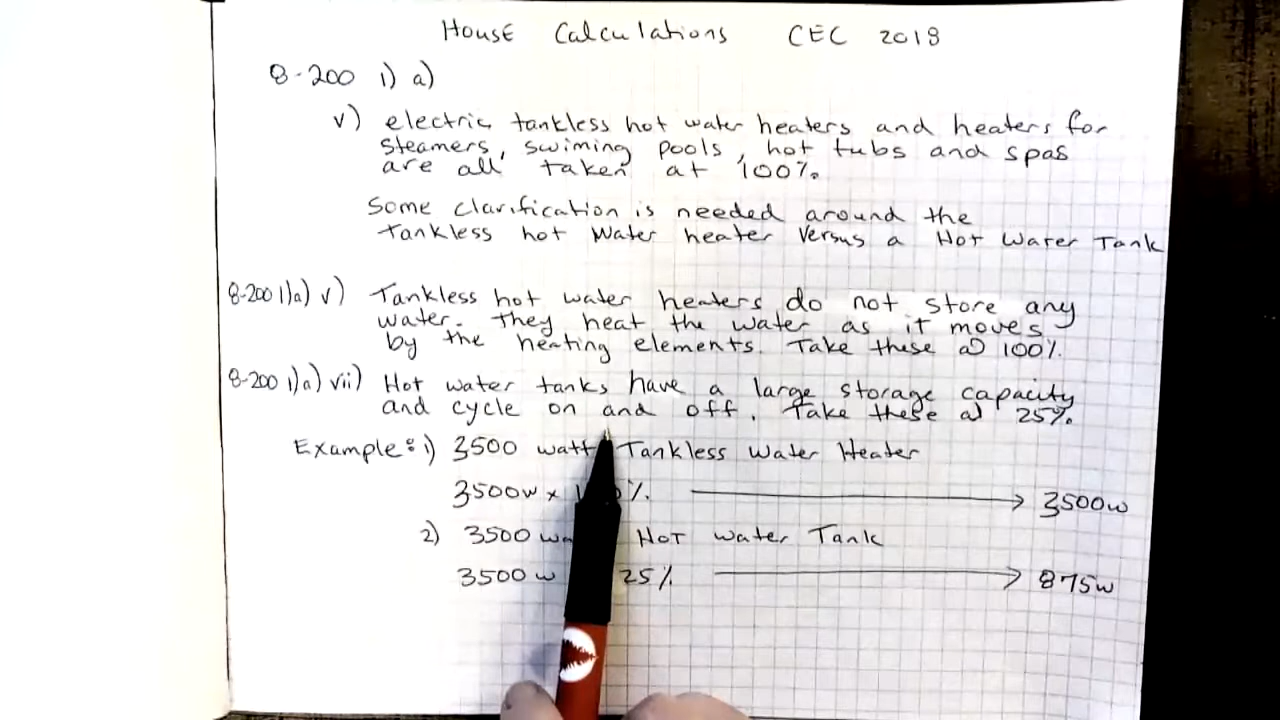 House Calculations CEC 2018
8-200 1) a)
v) electric tankless hot water heaters and heaters for
steamers, swiming pools, hot tubs and spas
are all taken at 100%.
Some clarification is needed around the
Tankless hot Water heater Versus a Hot Water Tank
8-200 1)a) v) Tankless hot water heaters do not store any
water. They heat the water as it moves
by the heating elements. Take these @ 100%.
8-200 1)a) vii) Hot water tanks have a large storage capacity
and cycle on and off. Take these at 25%.
Example: 1) 3500 watt Tankless Water Heater
3500w x % 3500w
2) 3500 Hot water Tank
3500 w 25% 875w